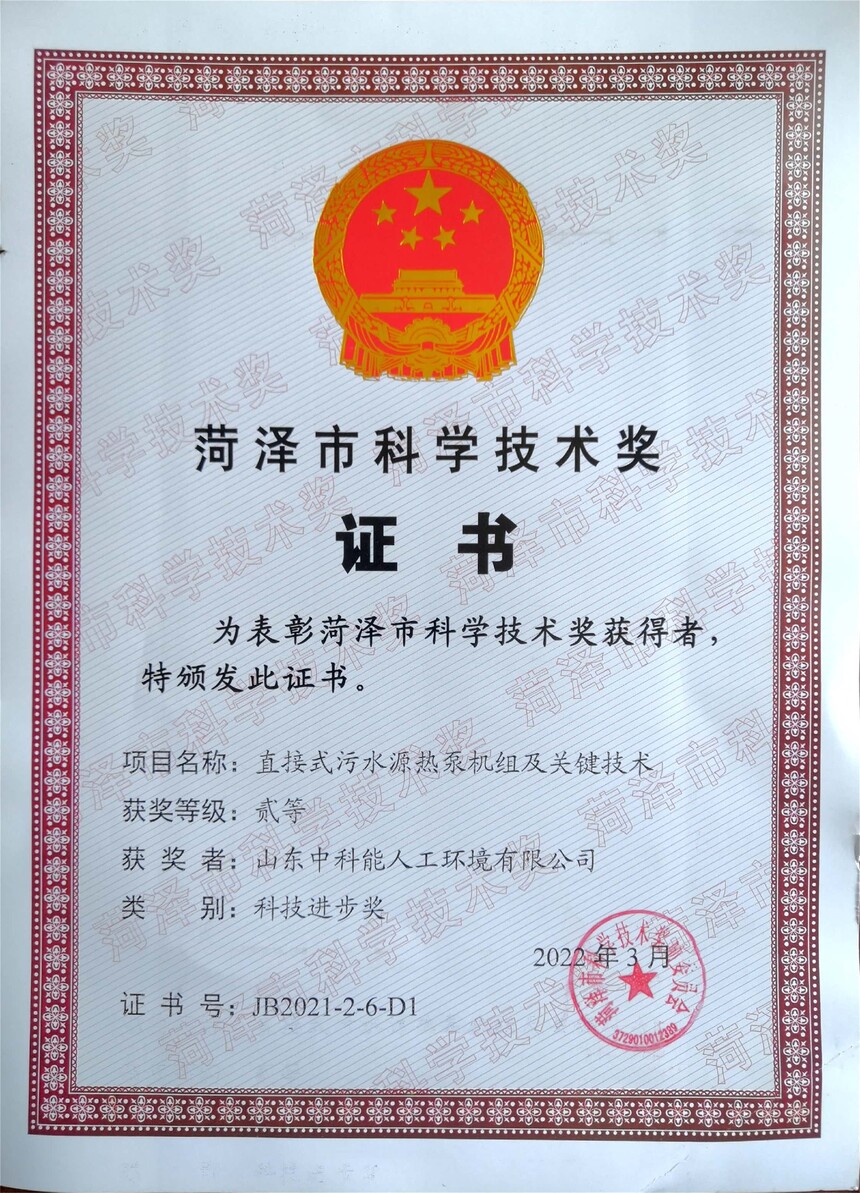 菏泽市科学技术奖
证书
为表彰菏泽市科学技术奖获得者，
特颁发此证书。
项目名称：直接式污水源热泵机组及关键技术
获奖等级：贰等
获奖者：山东中科能人工环境有限公司
类别：科技进步奖
2022年3月
证书号：JB2021-2-6-D1